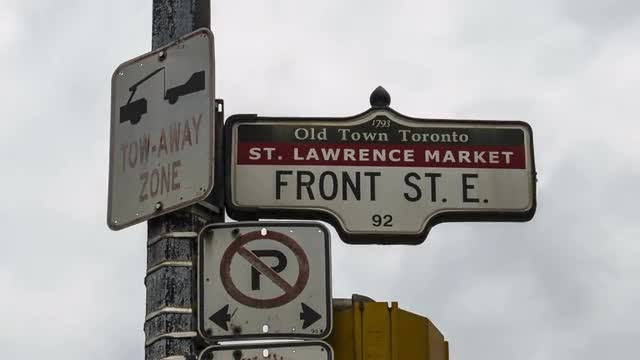 TOW-AWAY
ZONE
1793
Old Town Toronto
ST. LAWRENCE MARKET
FRONT ST. E.
92
P